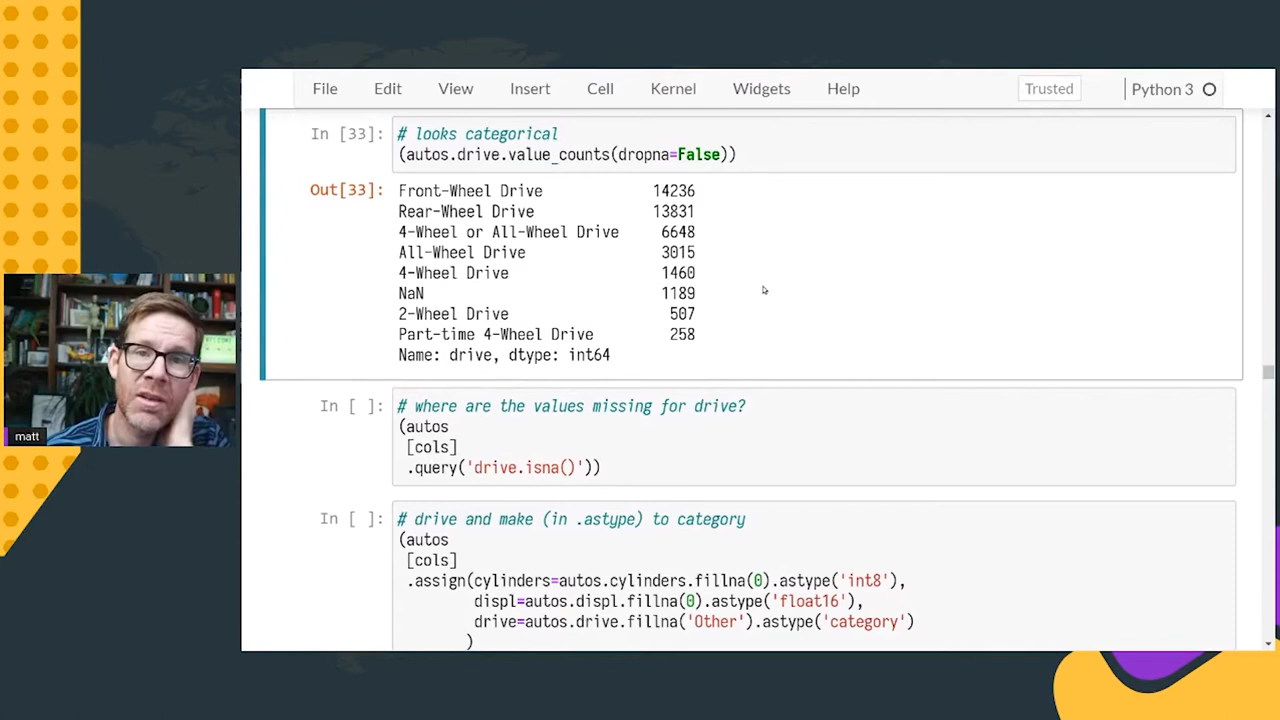 File Edit View Insert Cell Kernel Widgets Help Trusted Python 3
In [33]: # looks categorical
(autos.drive.value_counts(dropna=False))
Out[33]: Front-Wheel Drive 14236
Rear-Wheel Drive 13831
4-Wheel or All-Wheel Drive 6648
All-Wheel Drive 3015
4-Wheel Drive 1460
NaN 1189
2-Wheel Drive 507
Part-time 4-Wheel Drive 258
Name: drive, dtype: int64
In [ ]: # where are the values missing for drive?
(autos
[cols]
.query('drive.isna()'))
In [ ]: # drive and make (in .astype) to category
(autos
[cols]
.assign(cylinders=autos.cylinders.fillna(0).astype('int8'),
displ=autos.displ.fillna(0).astype('float16'),
drive=autos.drive.fillna('Other').astype('category')
)
WELCOME
matt